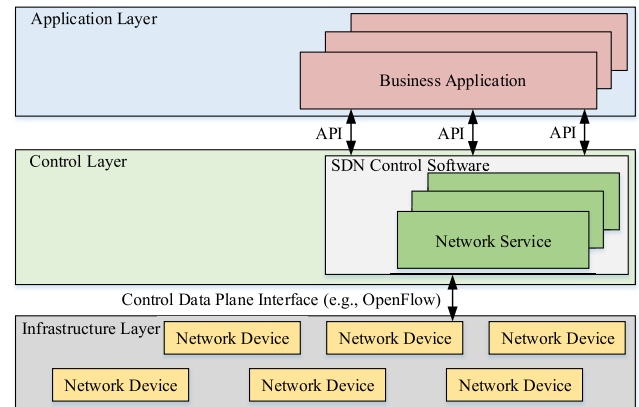 Application Layer
Business Application
API API API
Control Layer
SDN Control Software
Network Service
Control Data Plane Interface (e.g., OpenFlow)
Infrastructure Layer
Network Device Network Device Network Device
Network Device Network Device Network Device